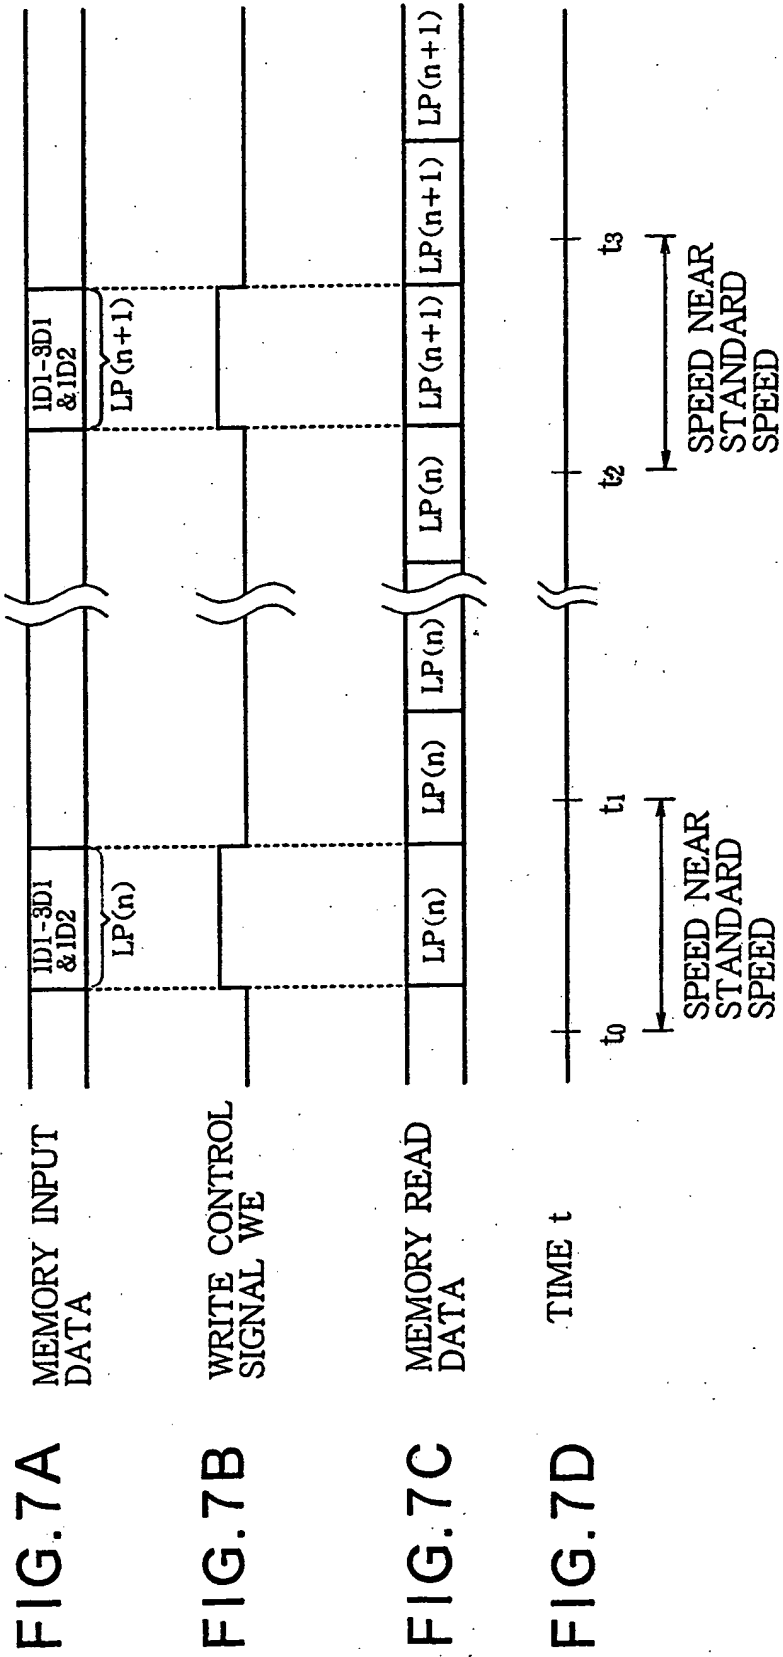 FIG.7A
MEMORY INPUT
DATA
1D1-3D1
&1D2
LP(n)
1D1-3D1
&1D2
LP(n+1)
FIG.7B
WRITE CONTROL
SIGNAL WE
FIG.7C
MEMORY READ
DATA
LP(n)
LP(n)
LP(n)
LP(n)
LP(n+1)
LP(n+1)
LP(n+1)
FIG.7D
TIME t
t0
t1
t2
t3
SPEED NEAR
STANDARD
SPEED
SPEED NEAR
STANDARD
SPEED